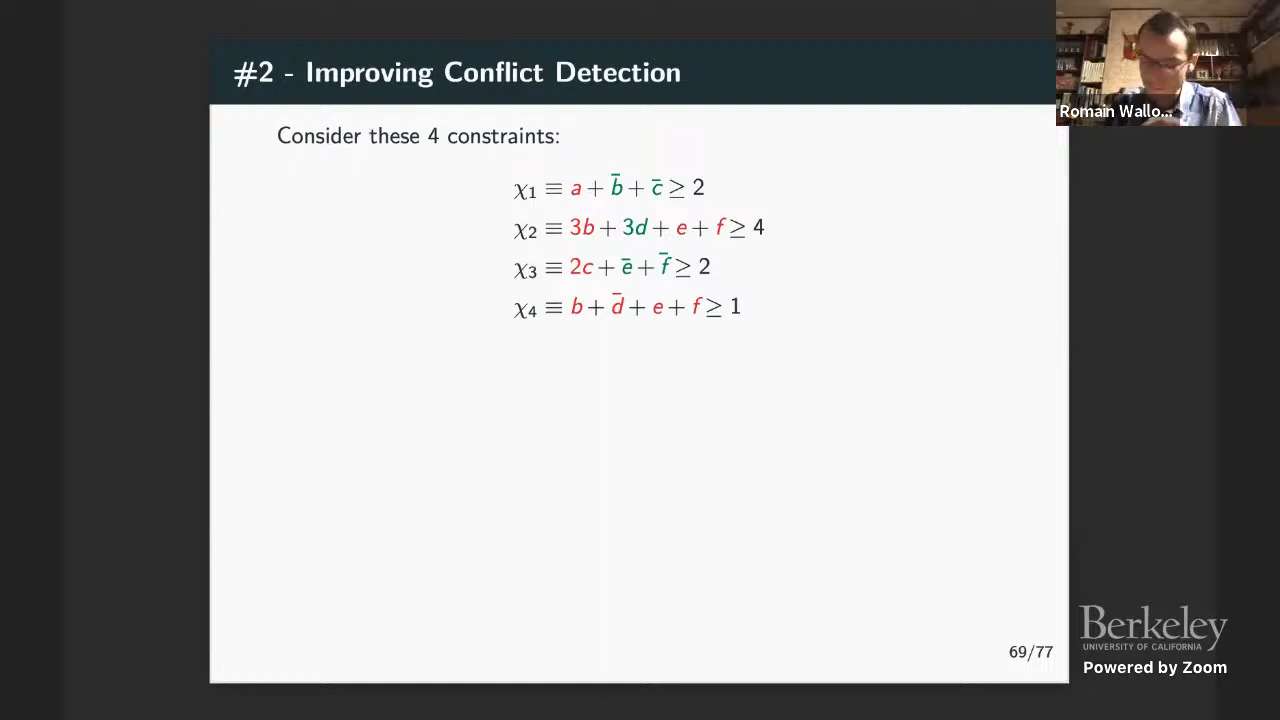 #2 - Improving Conflict Detection
Romain Wallo...
Consider these 4 constraints:
χ₁ ≡ a + b̄ + c̄ ≥ 2
χ₂ ≡ 3b + 3d + e + f ≥ 4
χ₃ ≡ 2c + ē + f̄ ≥ 2
χ₄ ≡ b + d̄ + e + f ≥ 1
69/77
Berkeley
UNIVERSITY OF CALIFORNIA
Powered by Zoom